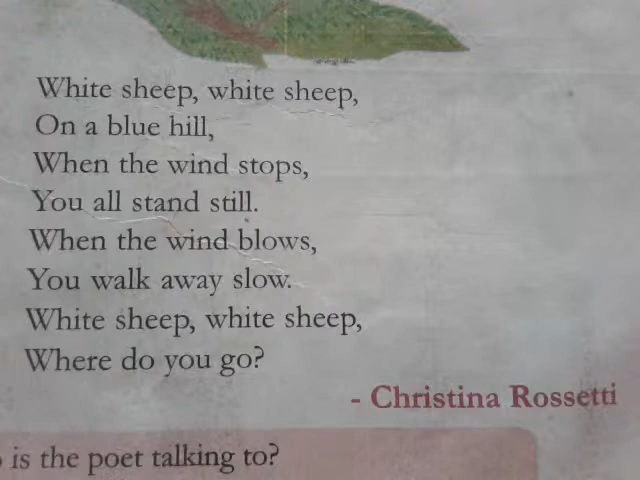 White sheep, white sheep,
On a blue hill,
When the wind stops,
You all stand still.
When the wind blows,
You walk away slow.
White sheep, white sheep,
Where do you go?
- Christina Rossetti
is the poet talking to?